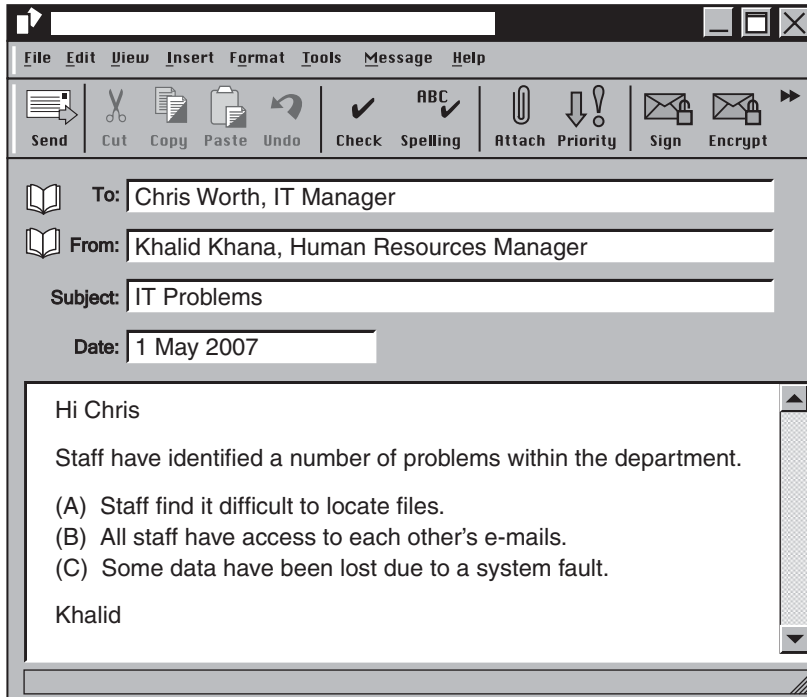 File Edit View Insert Format Tools Message Help
ABC
Send Cut Copy Paste Undo Check Spelling Attach Priority Sign Encrypt
To: Chris Worth, IT Manager
From: Khalid Khana, Human Resources Manager
Subject: IT Problems
Date: 1 May 2007
Hi Chris
Staff have identified a number of problems within the department.
(A) Staff find it difficult to locate files.
(B) All staff have access to each other's e-mails.
(C) Some data have been lost due to a system fault.
Khalid